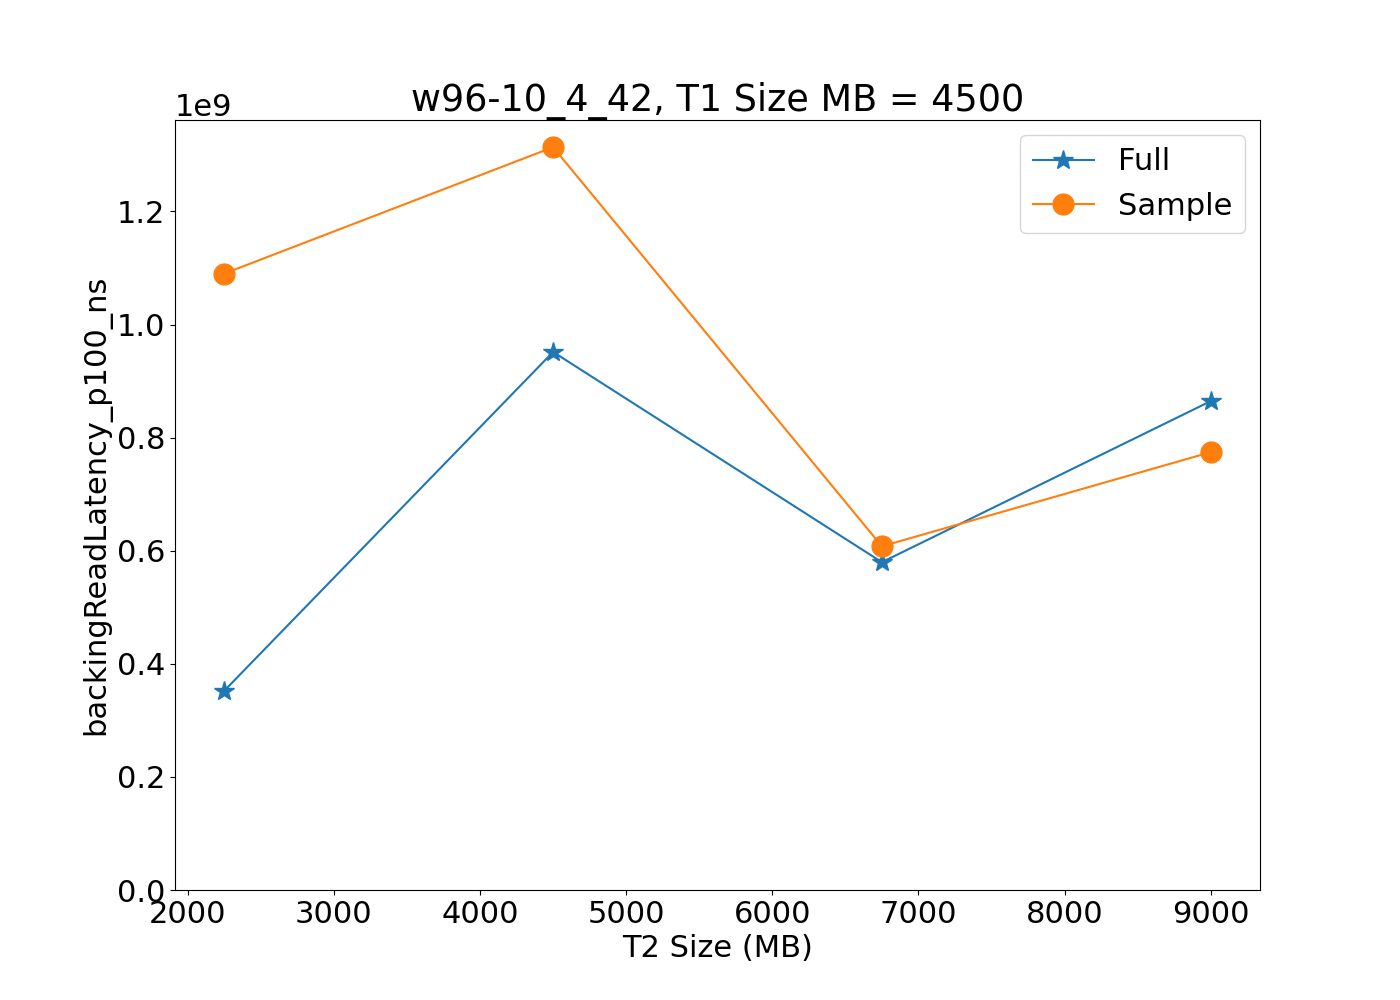 w96-10_4_42, T1 Size MB = 4500
1e9
Full
Sample
1.2
1.0
0.8
0.6
0.4
0.2
0.0
backingReadLatency_p100_ns
2000 3000 4000 5000 6000 7000 8000 9000
T2 Size (MB)